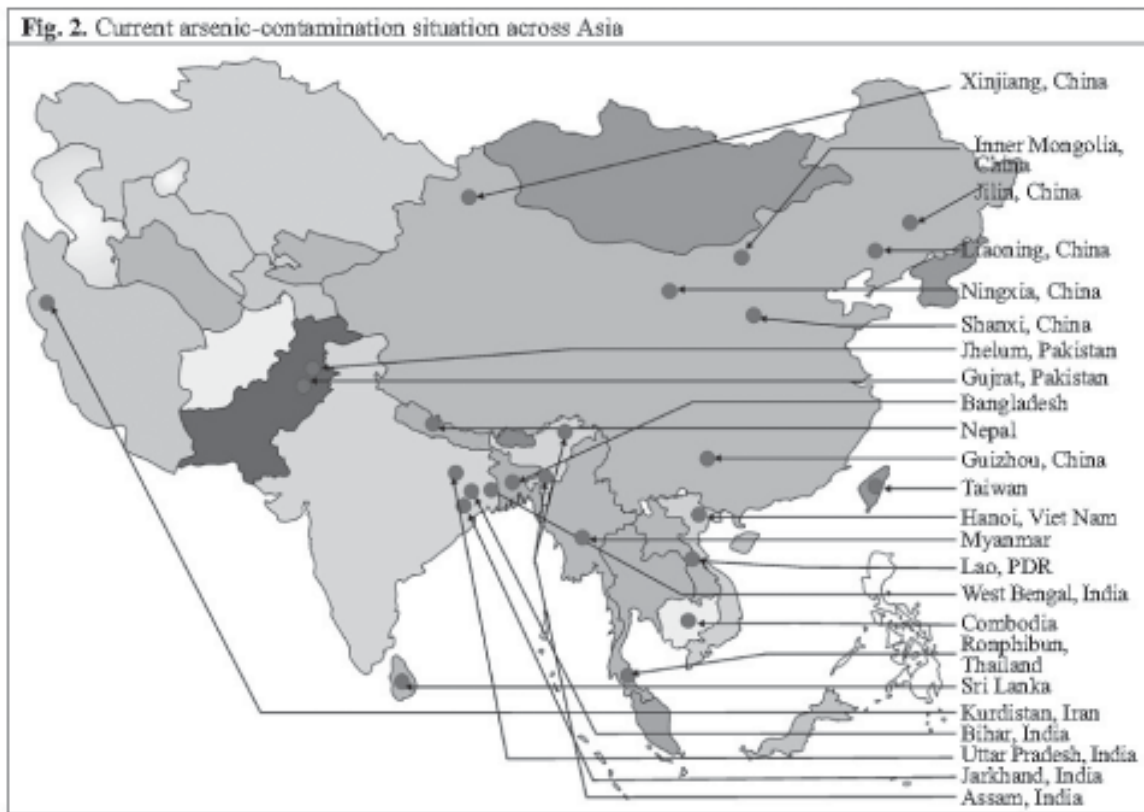 Fig. 2. Current arsenic-contamination situation across Asia
Xinjiang, China
Inner Mongolia,
China
Jilin, China
Liaoning, China
Ningxia, China
Shanxi, China
Jhelum, Pakistan
Gujrat, Pakistan
Bangladesh
Nepal
Guizhou, China
Taiwan
Hanoi, Viet Nam
Myanmar
Lao, PDR
West Bengal, India
Combodia
Ronphibun,
Thailand
Sri Lanka
Kurdistan, Iran
Bihar, India
Uttar Pradesh, India
Jarkhand, India
Assam, India